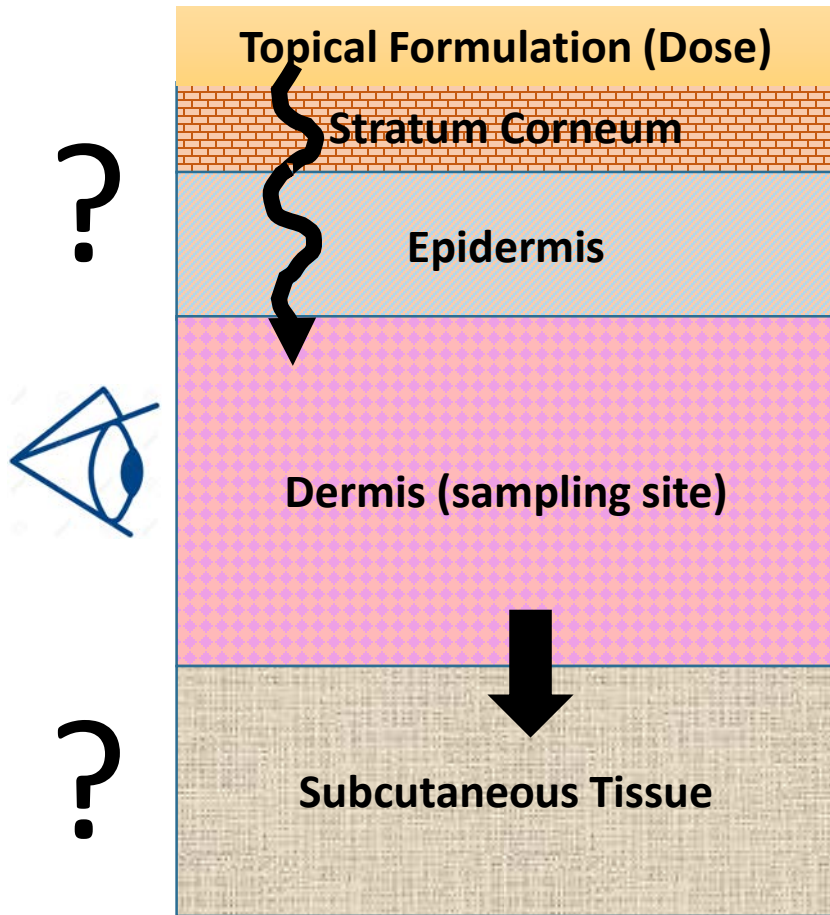 Topical Formulation (Dose)
Stratum Corneum
?
Epidermis
Dermis (sampling site)
?
Subcutaneous Tissue